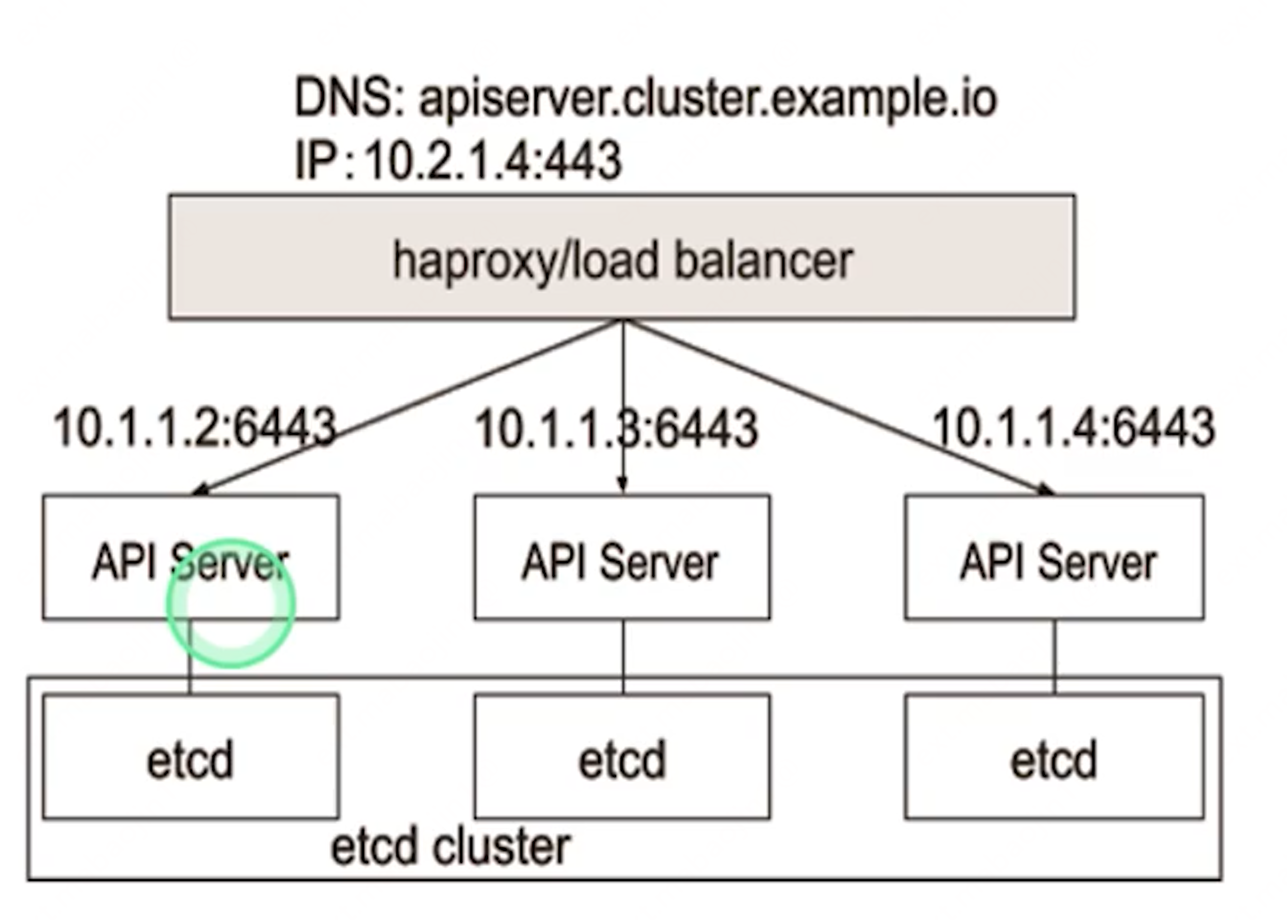 DNS: apiserver.cluster.example.io
IP: 10.2.1.4:443
haproxy/load balancer
10.1.1.2:6443
10.1.1.3:6443
10.1.1.4:6443
API Server
API Server
API Server
etcd
etcd
etcd
etcd cluster